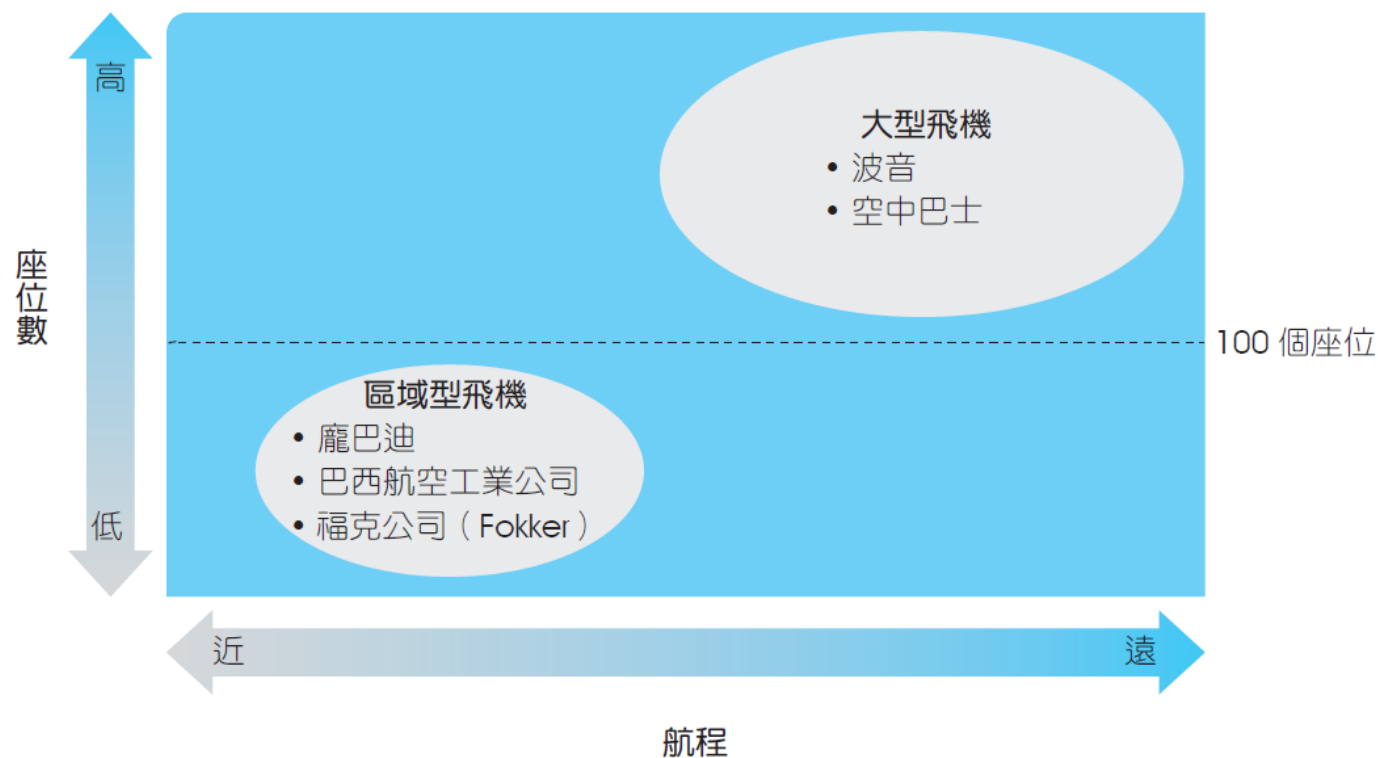 高
大型飛機
• 波音
• 空中巴士
座位數
100 個座位
區域型飛機
• 龐巴迪
• 巴西航空工業公司
• 福克公司（Fokker）
低
近
遠
航程